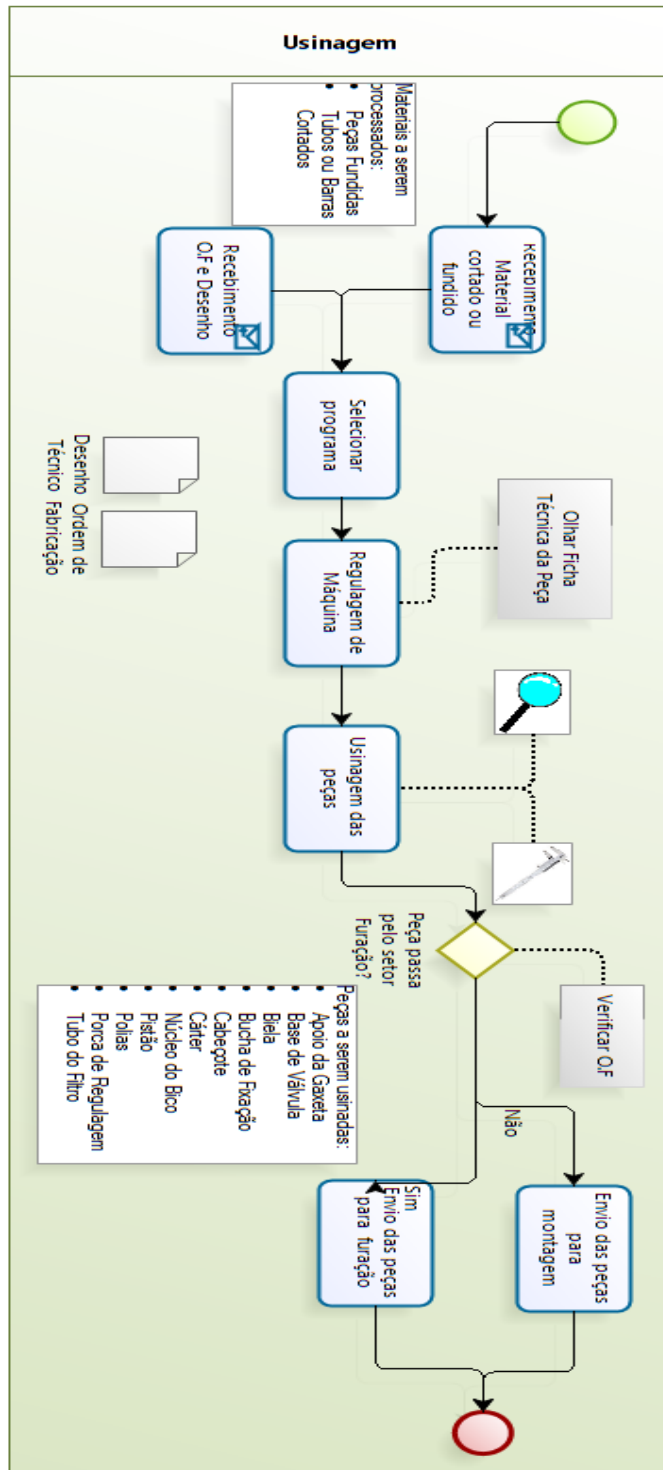 Usinagem
Materiais a serem
processados:
Peças Fundidas
Tubos ou Barras
Cortados
Recebimento
Material
cortado ou
fundido
Recebimento
O.F e Desenho
Selecionar
programa
Desenho
Técnico
Ordem de
Fabricação
Regulagem de
Máquina
Olhar Ficha
Técnica da Peça
Usinagem das
peças
Peça passa
pelo setor
Furação?
Verificar O.F
Peças a serem usinadas:
Apoio da Gaxeta
Base de Válvula
Biela
Bucha de Fixação
Cabeçote
Cárter
Núcleo do Bico
Pistão
Polias
Porca de Regulagem
Tubo do Filtro
Não
Envio das peças
para
montagem
Sim
Envio das peças
para furação